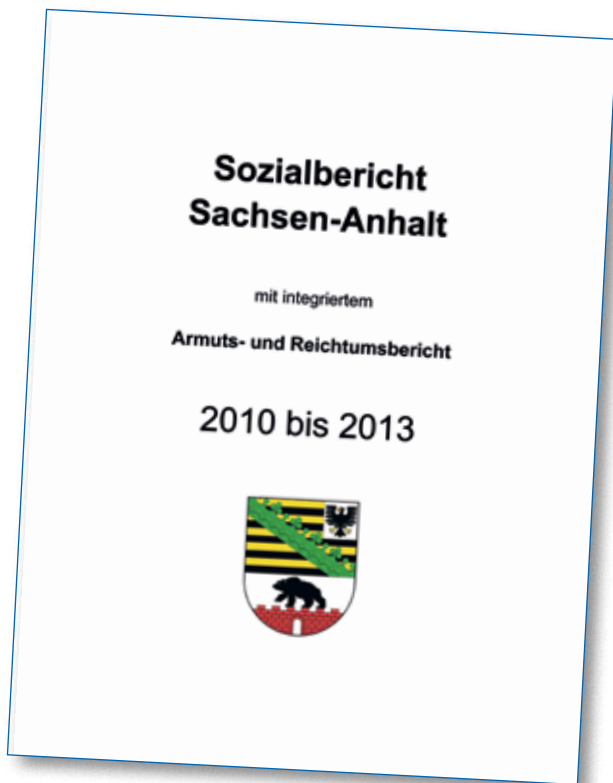 Sozialbericht
Sachsen-Anhalt
mit integriertem
Armuts- und Reichtumsbericht
2010 bis 2013